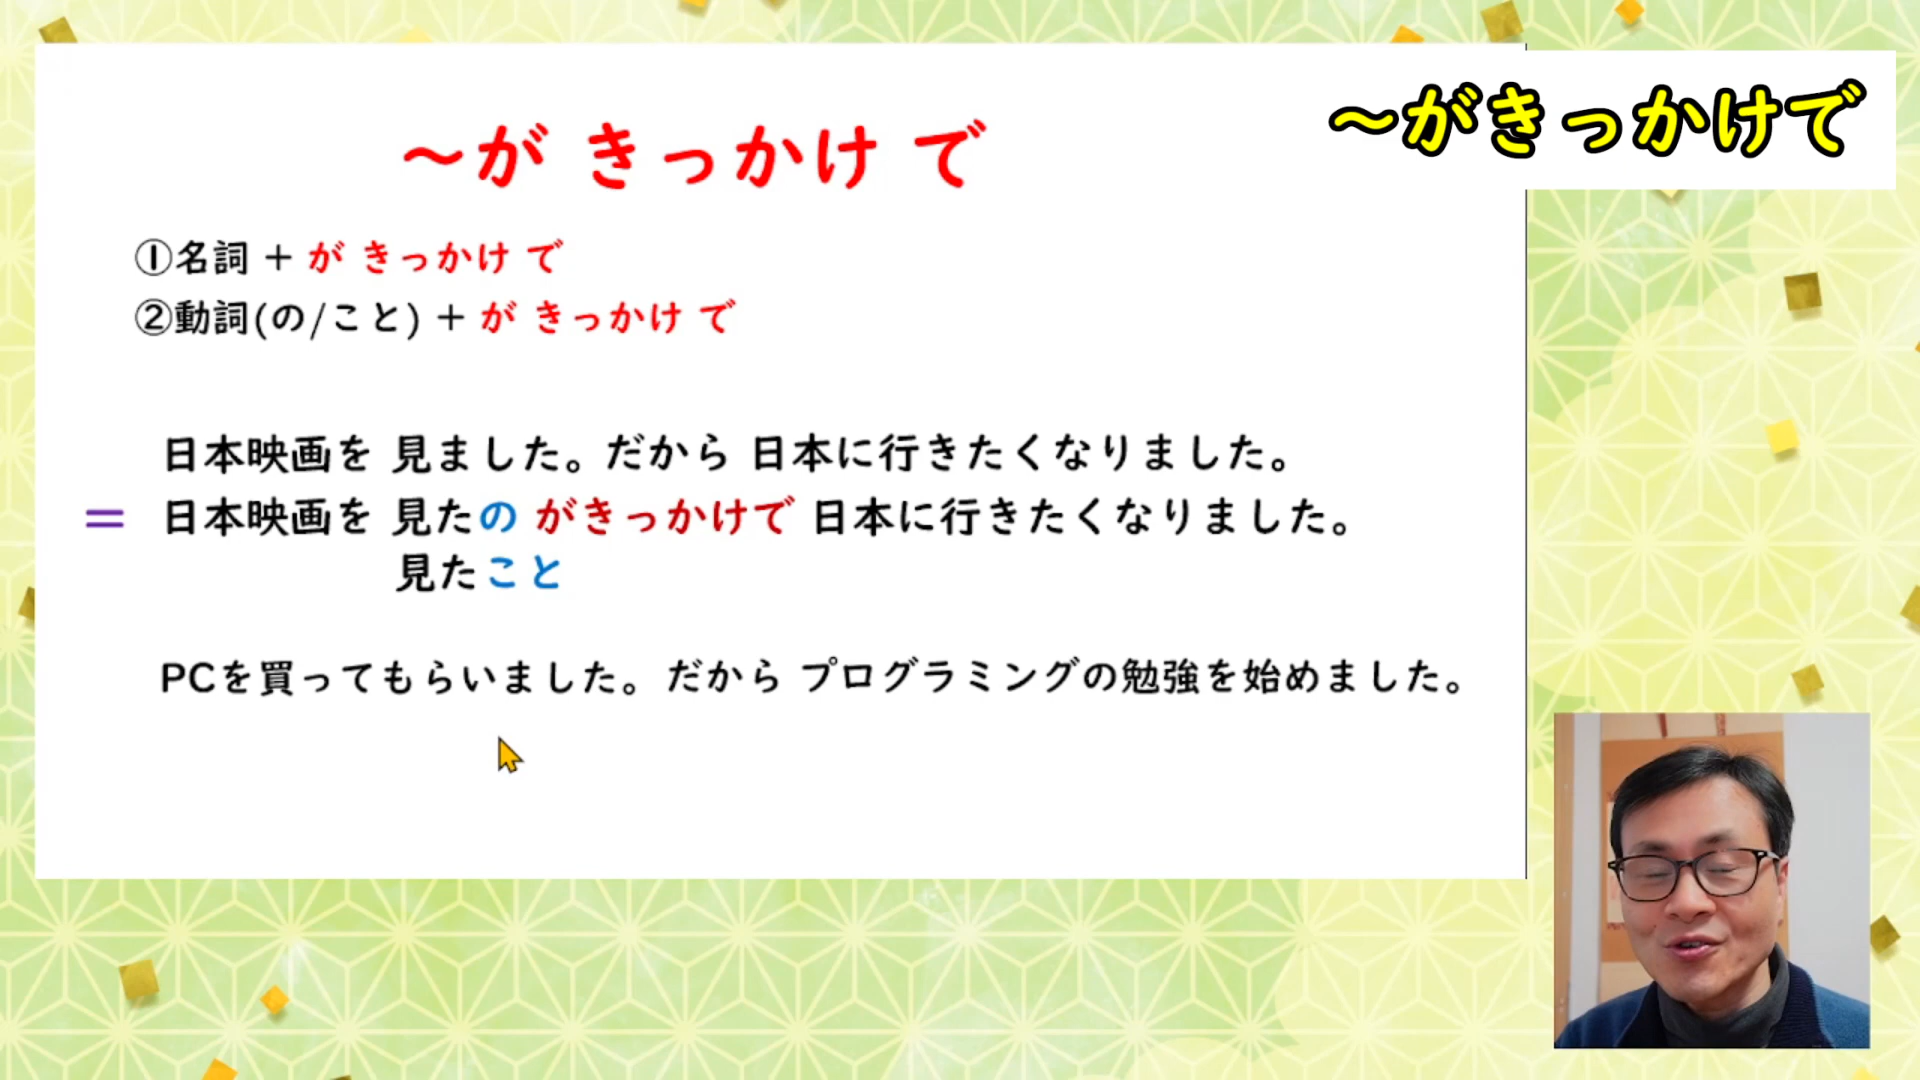 ～がきっかけで
～が きっかけ で
①名詞 + が きっかけ で
②動詞(の/こと) + が きっかけ で
日本映画を 見ました。だから 日本に行きたくなりました。
= 日本映画を 見たの がきっかけで 日本に行きたくなりました。
見たこと
PCを買ってもらいました。だから プログラミングの勉強を始めました。